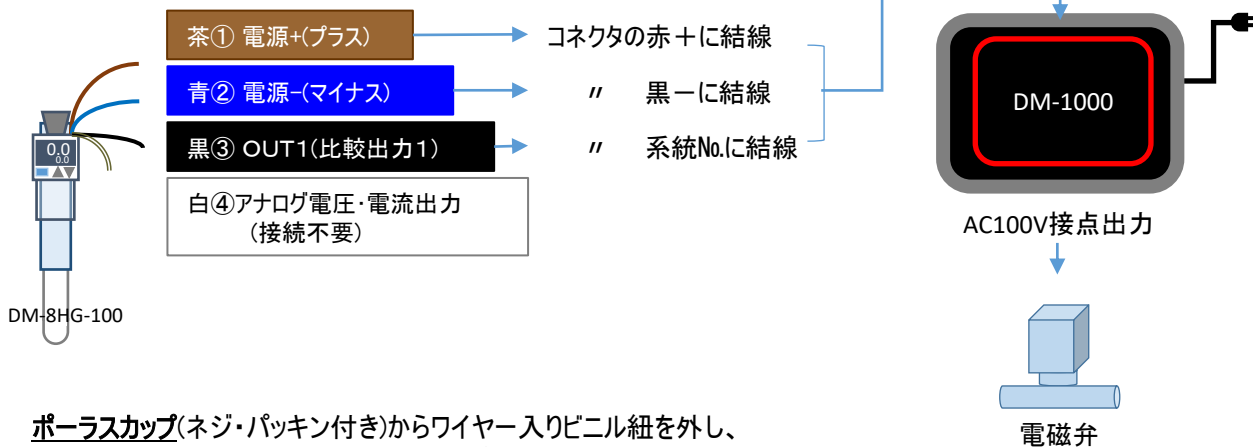 茶① 電源+(プラス)
コネクタの赤＋に結線
青② 電源−(マイナス)
〃 黒－に結線
黒③ OUT1(比較出力1)
〃 系統№に結線
白④アナログ電圧・電流出力
(接続不要)
0.0
0.0
DM-8HG-100
DM-1000
AC100V接点出力
電磁弁
ポーラスカップ(ネジ・パッキン付き)からワイヤー入りビニル紐を外し、